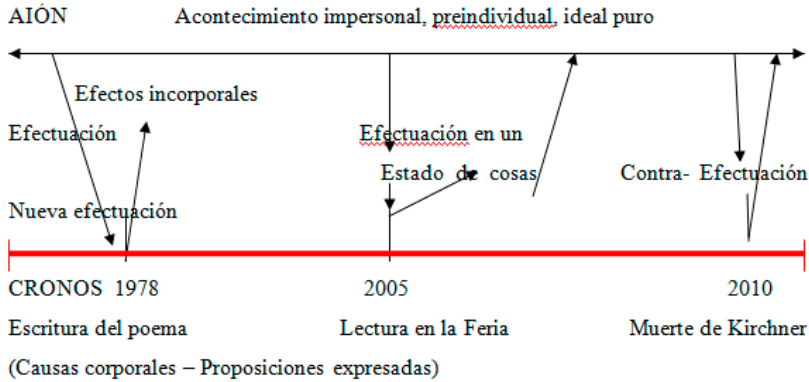 AIÓN Acontecimiento impersonal, preindividual, ideal puro
Efectos incorporales
Efectuación Efectuación en un
Estado de cosas Contra- Efectuación
Nueva efectuación
CRONOS 1978 2005 2010
Escritura del poema Lectura en la Feria Muerte de Kirchner
(Causas corporales – Proposiciones expresadas)